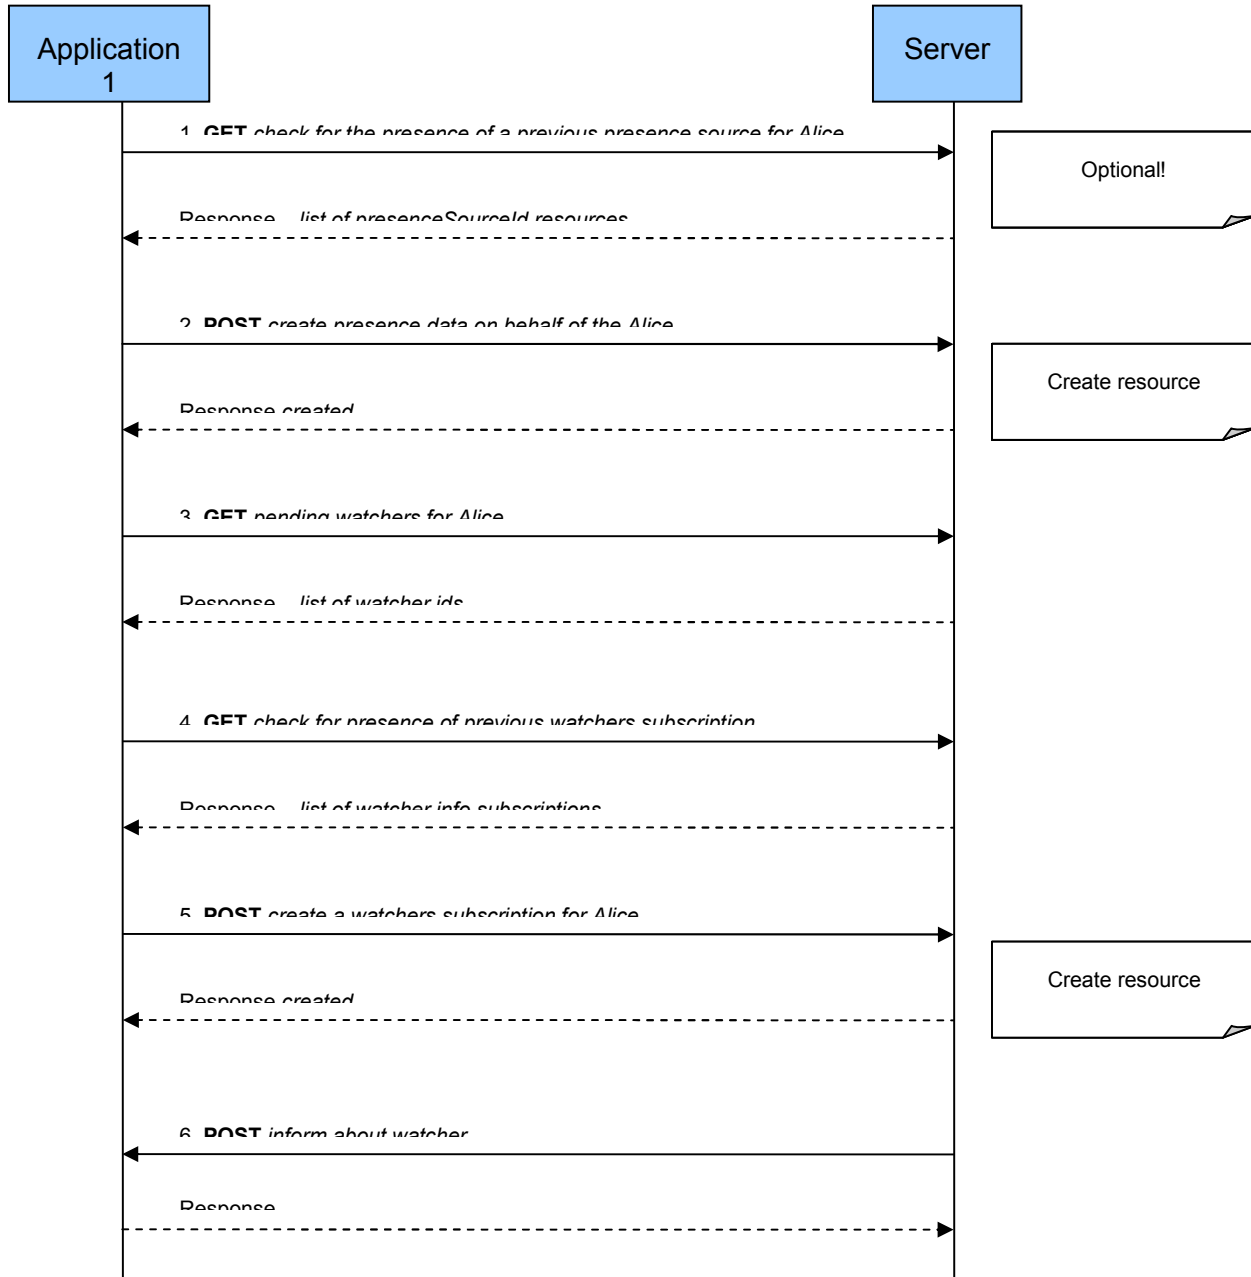 Application
1
Server
1. GET check for the presence of a previous presence source for Alice
Optional!
Response – list of presenceSourceId resources
2. POST create presence data on behalf of the Alice
Create resource
Response created
3. GET pending watchers for Alice
Response – list of watcher ids
4. GET check for presence of previous watchers subscription
Response – list of watcher info subscriptions
5. POST create a watchers subscription for Alice
Create resource
Response created
6. POST inform about watcher
Response